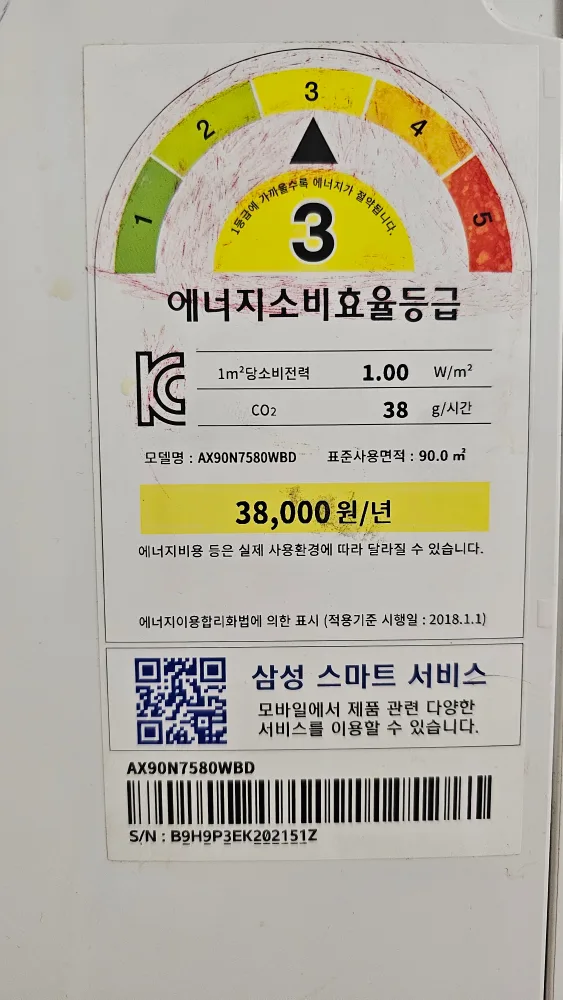 1 2 3 4 5
1등급에 가까울수록 에너지가 절약됩니다.
3
에너지소비효율등급
1m²당소비전력 1.00 W/m²
CO₂ 38 g/시간
모델명 : AX90N7580WBD 표준사용면적 : 90.0 ㎡
38,000 원/년
에너지비용 등은 실제 사용환경에 따라 달라질 수 있습니다.
에너지이용합리화법에 의한 표시 (적용기준 시행일 : 2018.1.1)
삼성 스마트 서비스
모바일에서 제품 관련 다양한
서비스를 이용할 수 있습니다.
AX90N7580WBD
S/N : B9H9P3EK202151Z